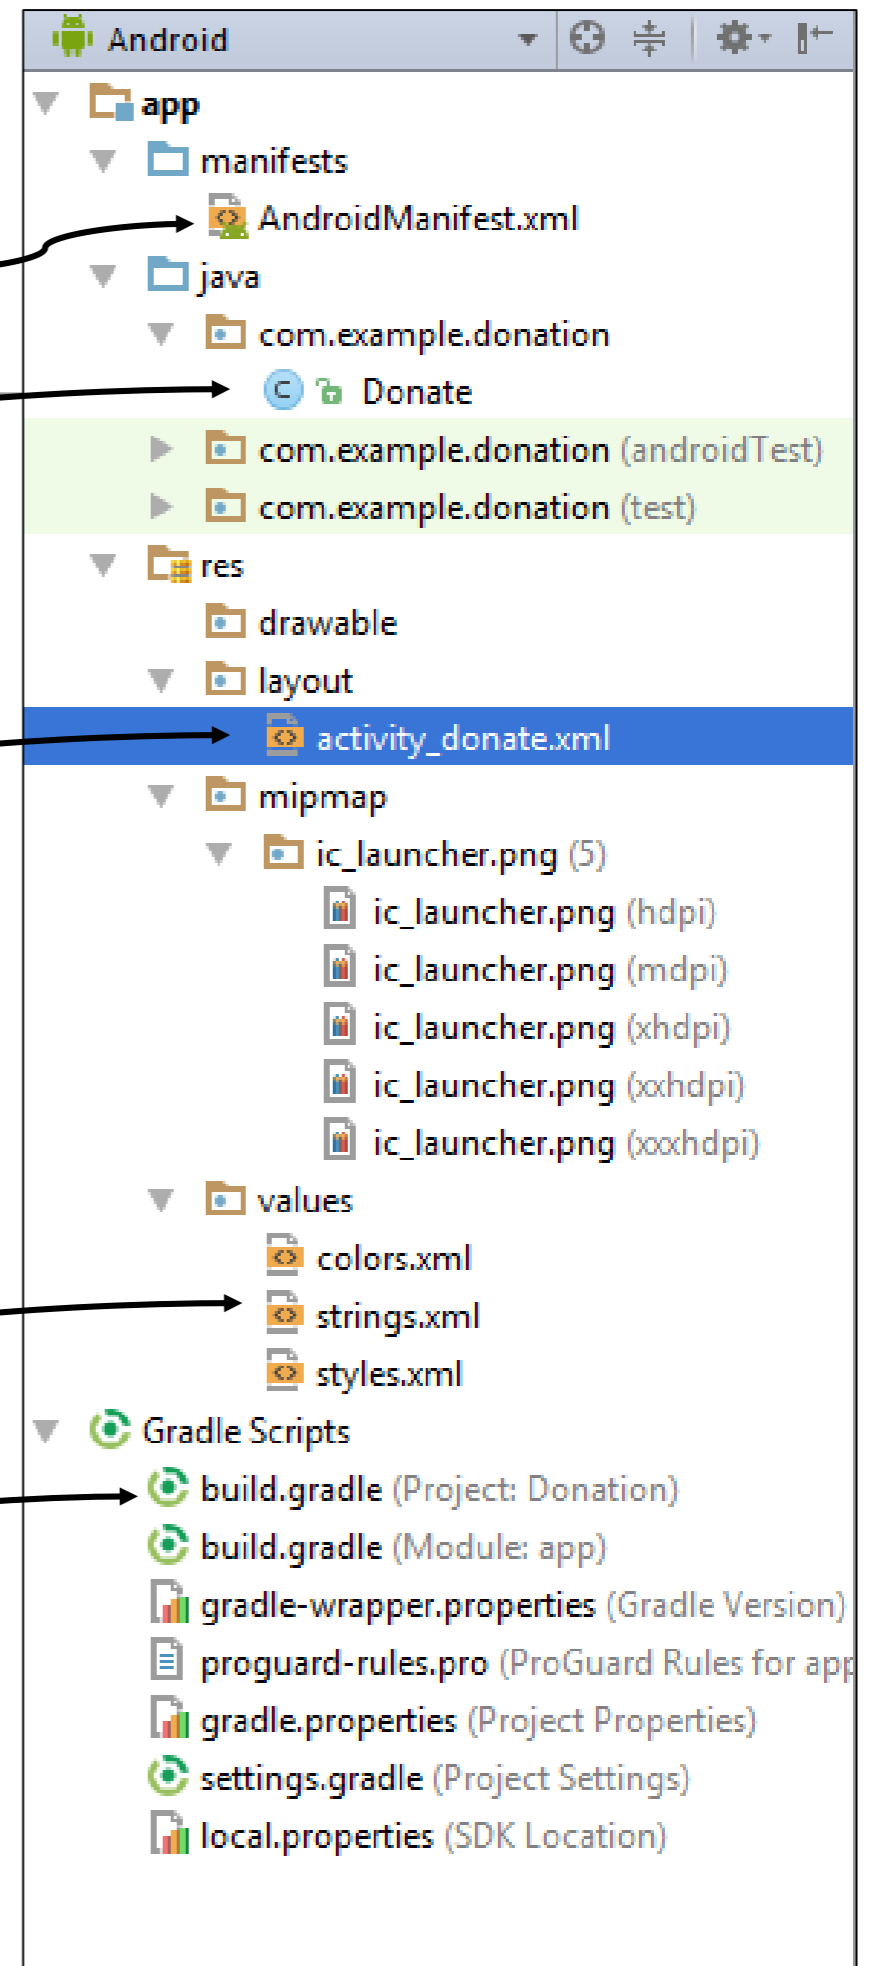 Android
app
manifests
AndroidManifest.xml
java
com.example.donation
C Donate
com.example.donation (androidTest)
com.example.donation (test)
res
drawable
layout
activity_donate.xml
mipmap
ic_launcher.png (5)
ic_launcher.png (hdpi)
ic_launcher.png (mdpi)
ic_launcher.png (xhdpi)
ic_launcher.png (xxhdpi)
ic_launcher.png (xxxhdpi)
values
colors.xml
strings.xml
styles.xml
Gradle Scripts
build.gradle (Project: Donation)
build.gradle (Module: app)
gradle-wrapper.properties (Gradle Version)
proguard-rules.pro (ProGuard Rules for app
gradle.properties (Project Properties)
settings.gradle (Project Settings)
local.properties (SDK Location)